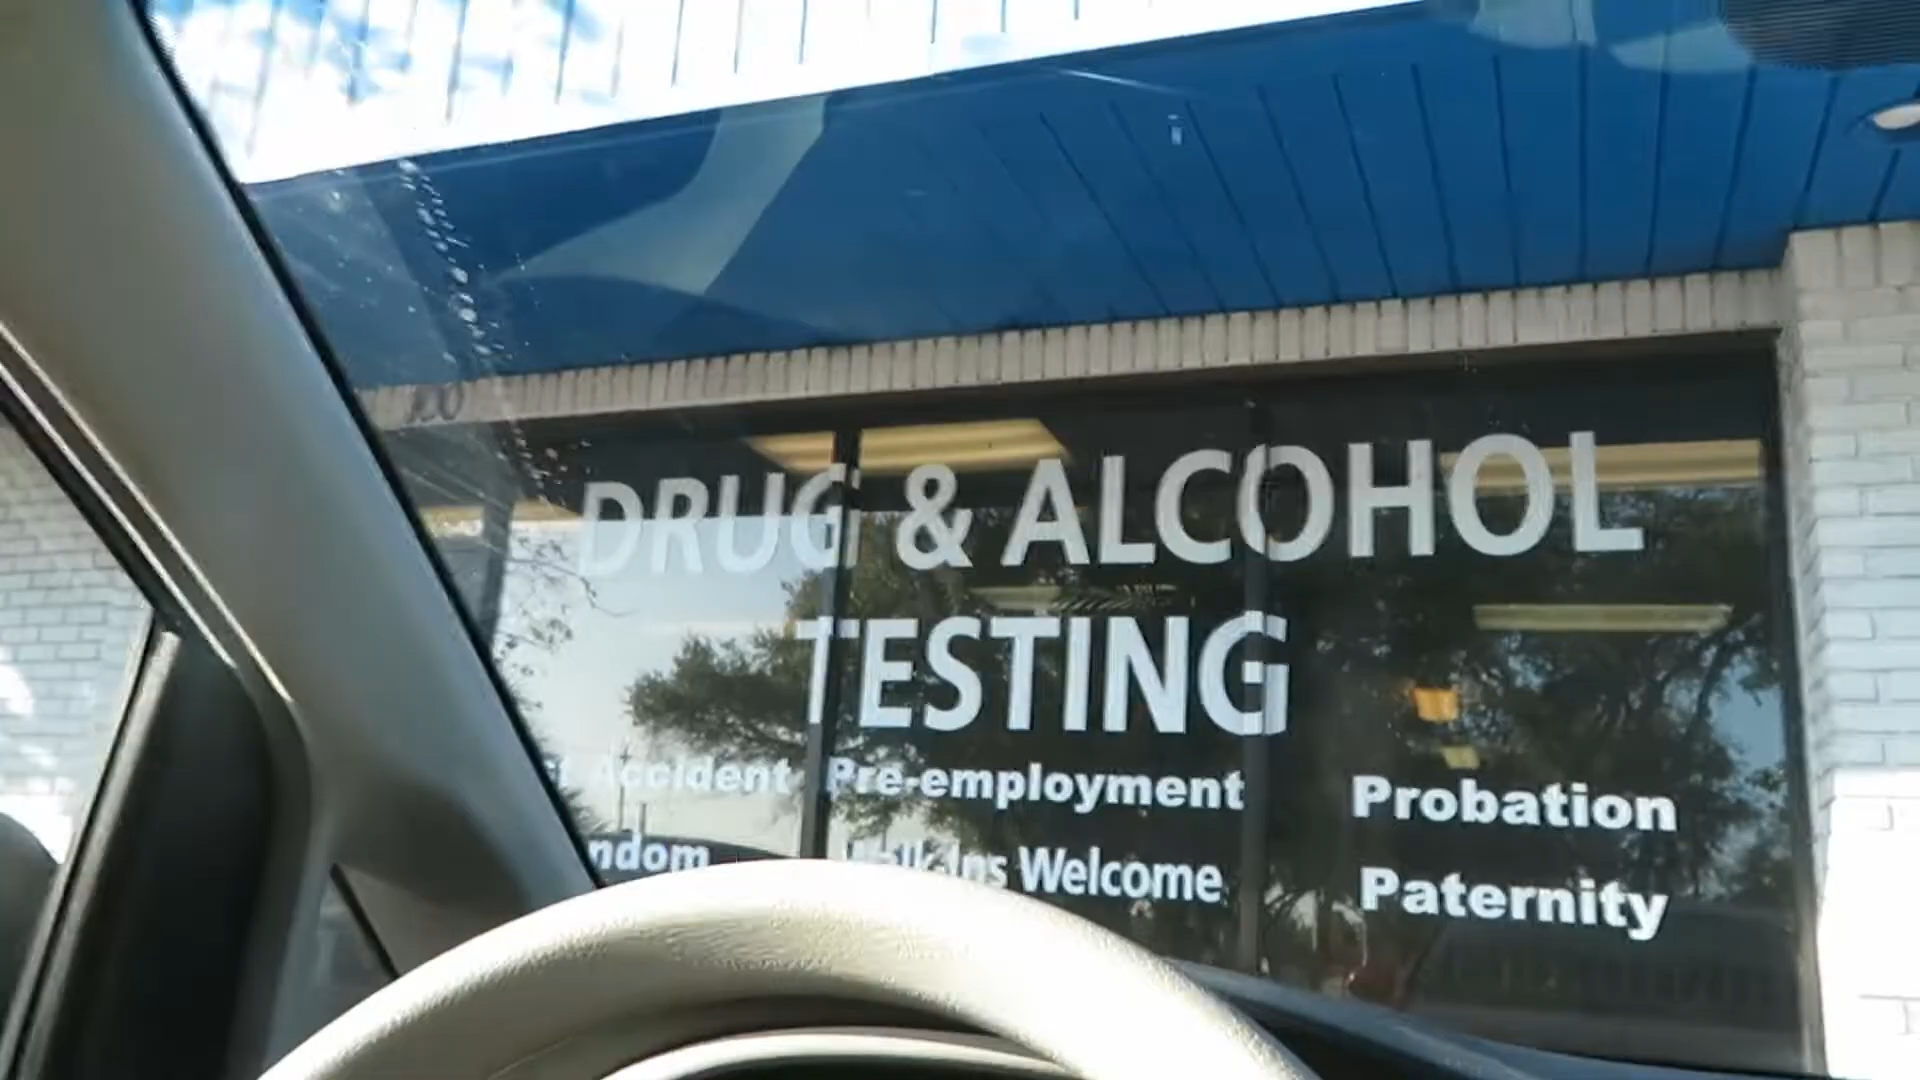 DRUG & ALCOHOL
TESTING
Accident Pre-employment Probation
Welcome Paternity